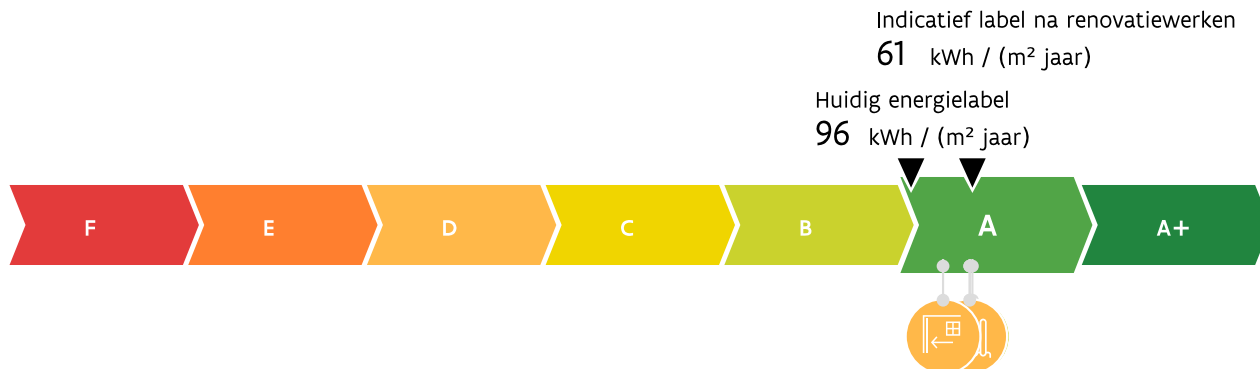 Indicatief label na renovatiewerken
61 kWh / (m² jaar)
Huidig energielabel
96 kWh / (m² jaar)
F E D C B A A+